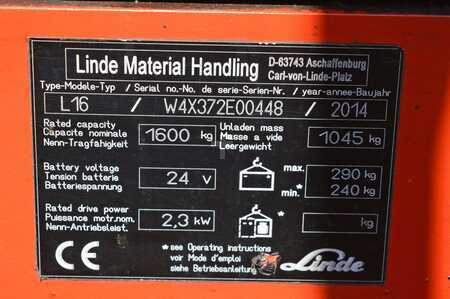 Linde Material Handling
D-63743 Aschaffenburg
Carl-von-Linde-Platz
Type-Modele-Typ / Serial no.-No. de serie-Serien-Nr. / year-annee-Baujahr
L16 / W4X372E00448 / 2014
Rated capacity
Capacite nominale
Nenn-Tragfähigkeit
1600 kg
Unladen mass
Masse a vide
Leergewicht
1045 kg
Battery voltage
Tension batterie
Batteriespannung
24 v
max. 290 kg
min.* 240 kg
Rated drive power
Puissance motr.nom.
Nenn-Antriebsleist.
2,3 kW
*
kg
CE
*see Operating instructions
voir Mode d'emploi
siehe Betriebsanleitung
Linde